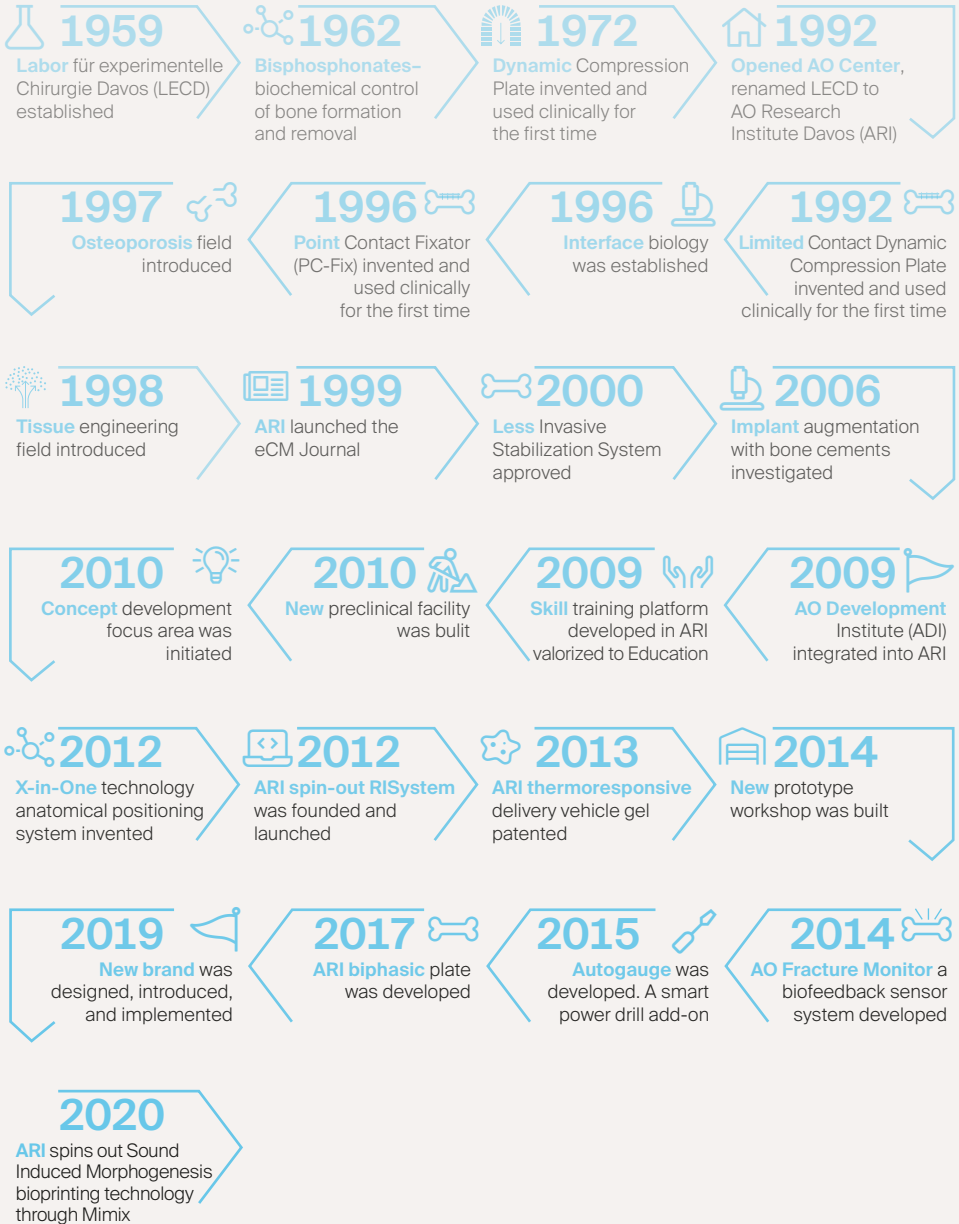 1959
Labor für experimentelle
Chirurgie Davos (LECD)
established
1962
Bisphosphonates–
biochemical control
of bone formation
and removal
1972
Dynamic Compression
Plate invented and
used clinically for
the first time
1992
Opened AO Center,
renamed LECD to
AO Research
Institute Davos (ARI)
1992
Limited Contact Dynamic
Compression Plate
invented and used
clinically for the first time
1996
Interface biology
was established
1996
Point Contact Fixator
(PC-Fix) invented and
used clinically
for the first time
1997
Osteoporosis field
introduced
1998
Tissue engineering
field introduced
1999
ARI launched the
eCM Journal
2000
Less Invasive
Stabilization System
approved
2006
Implant augmentation
with bone cements
investigated
2009
AO Development
Institute (ADI)
integrated into ARI
2009
Skill training platform
developed in ARI
valorized to Education
2010
New preclinical facility
was bulit
2010
Concept development
focus area was
initiated
2012
X-in-One technology
anatomical positioning
system invented
2012
ARI spin-out RISystem
was founded and
launched
2013
ARI thermoresponsive
delivery vehicle gel
patented
2014
New prototype
workshop was built
2014
AO Fracture Monitor a
biofeedback sensor
system developed
2015
Autogauge was
developed. A smart
power drill add-on
2017
ARI biphasic plate
was developed
2019
New brand was
designed, introduced,
and implemented
2020
ARI spins out Sound
Induced Morphogenesis
bioprinting technology
through Mimix